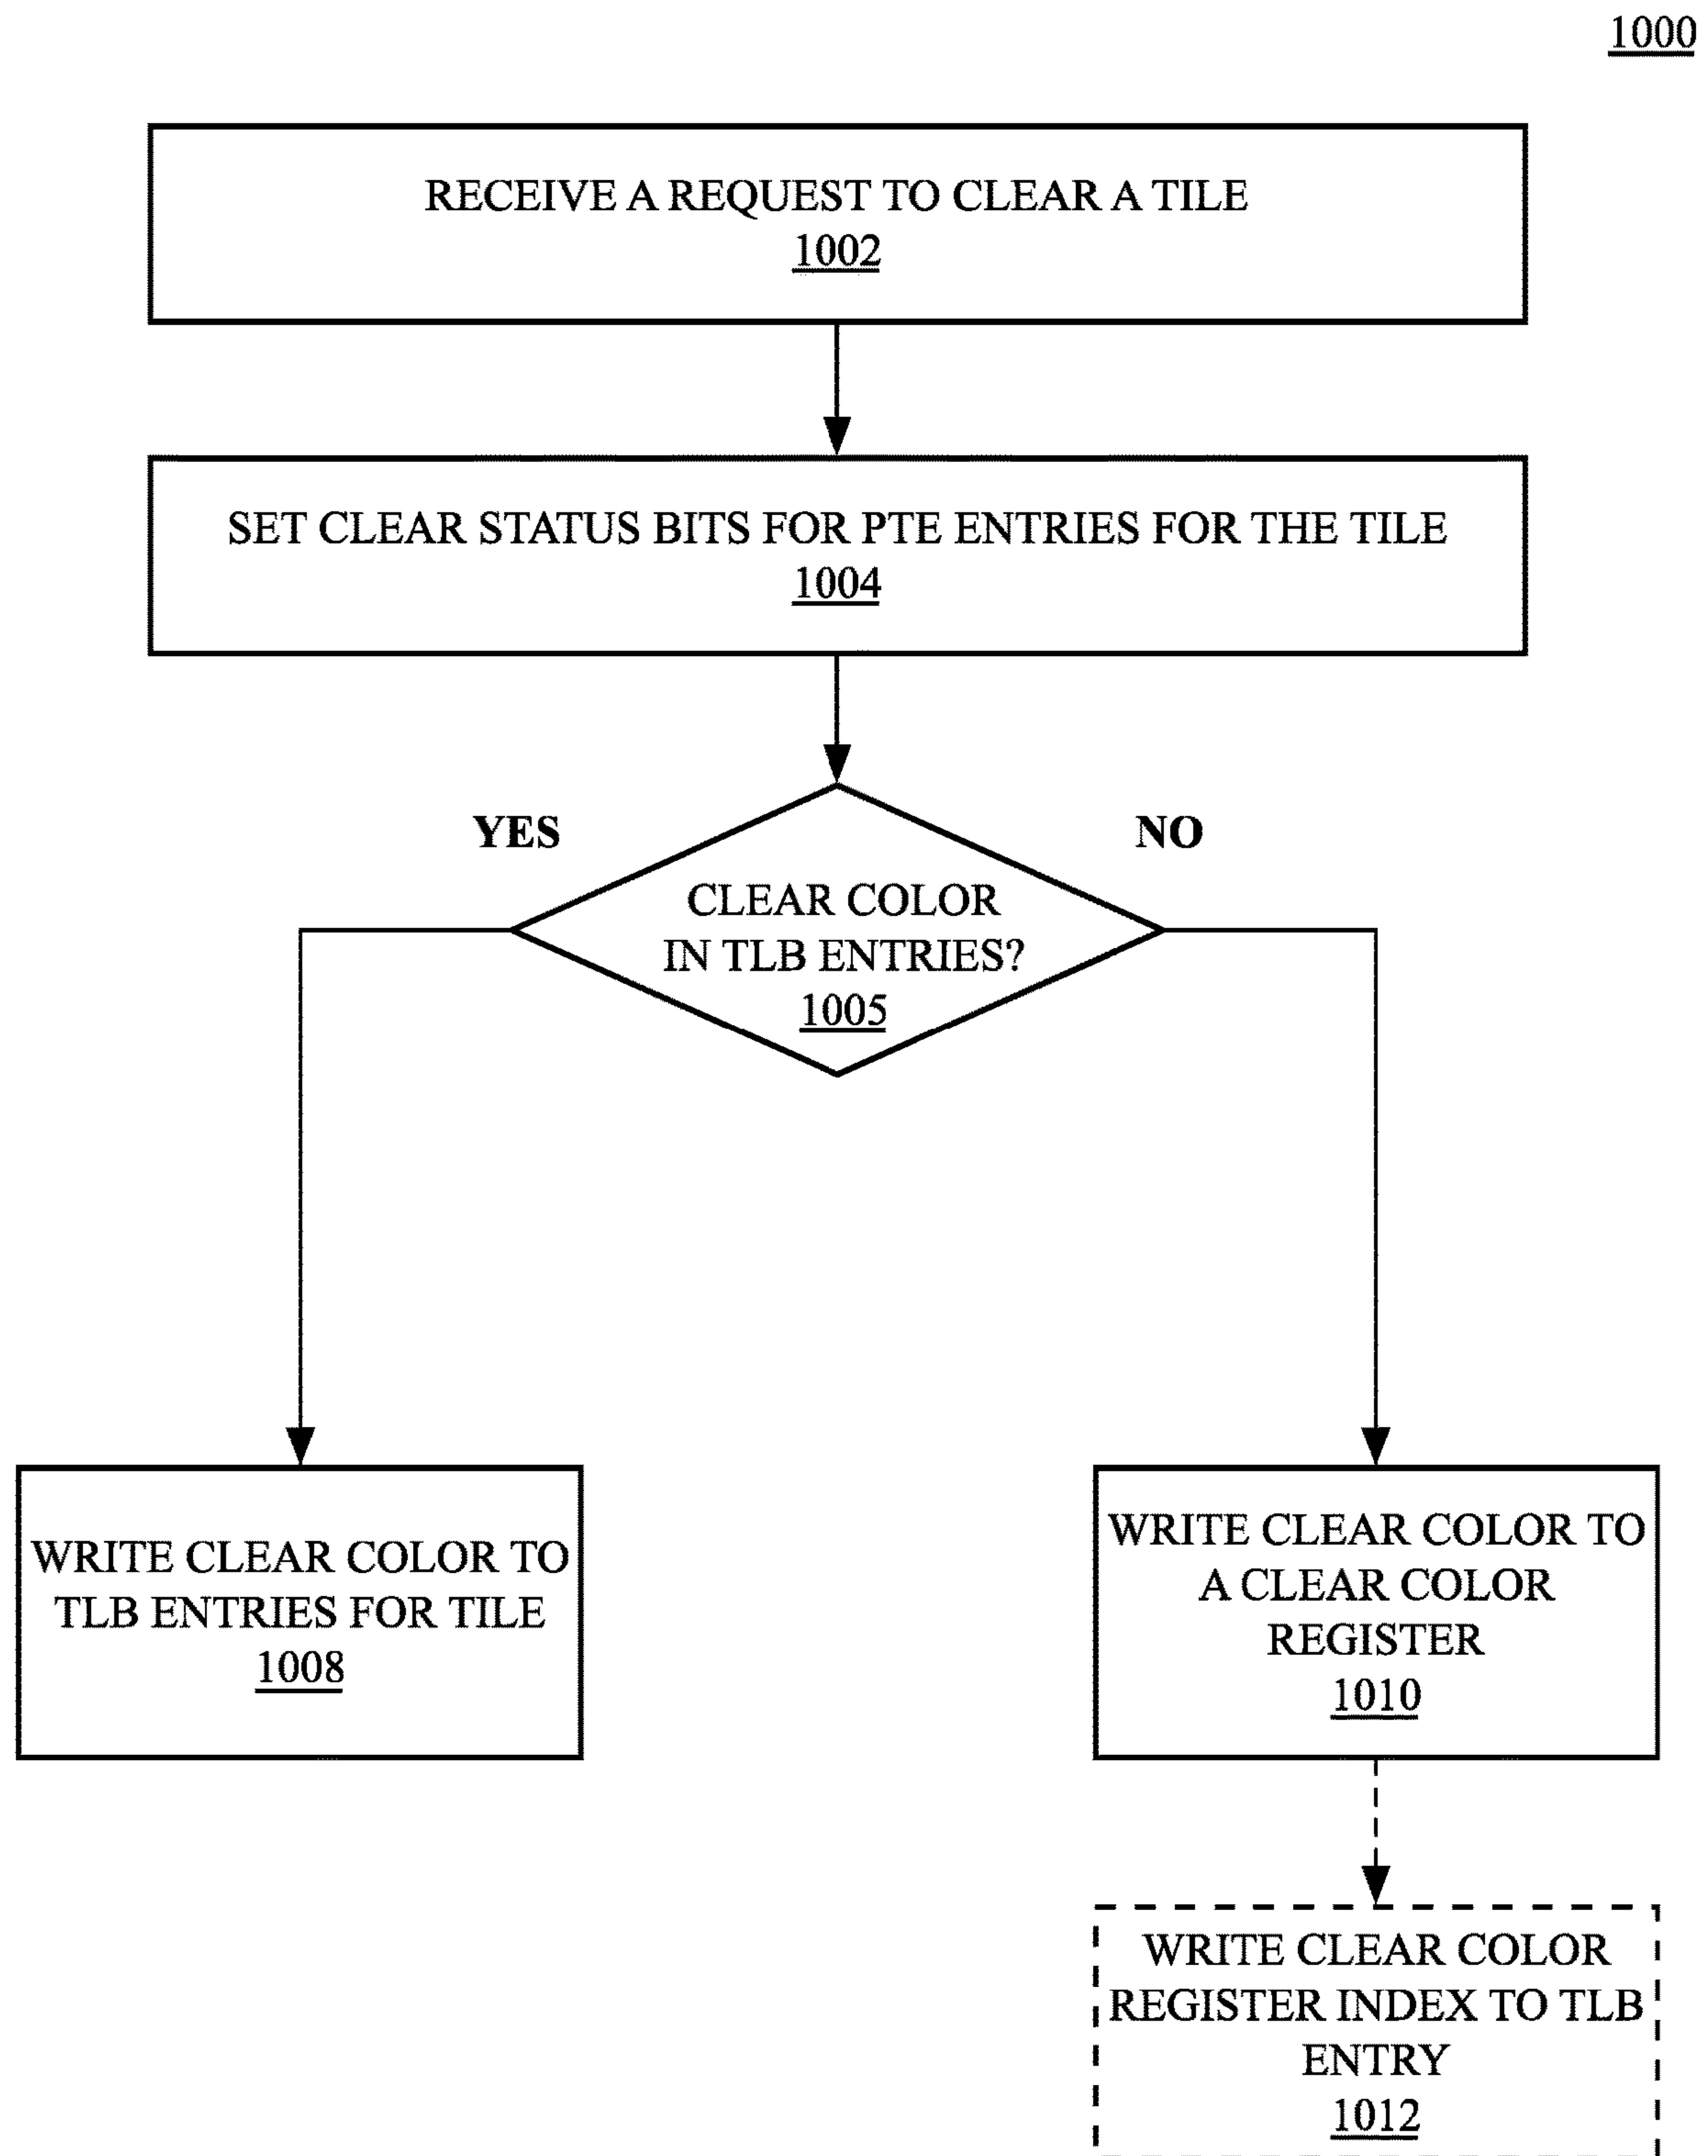 1000
RECEIVE A REQUEST TO CLEAR A TILE
1002
SET CLEAR STATUS BITS FOR PTE ENTRIES FOR THE TILE
1004
YES
NO
CLEAR COLOR
IN TLB ENTRIES?
1005
WRITE CLEAR COLOR TO
TLB ENTRIES FOR TILE
1008
WRITE CLEAR COLOR TO
A CLEAR COLOR
REGISTER
1010
WRITE CLEAR COLOR
REGISTER INDEX TO TLB
ENTRY
1012